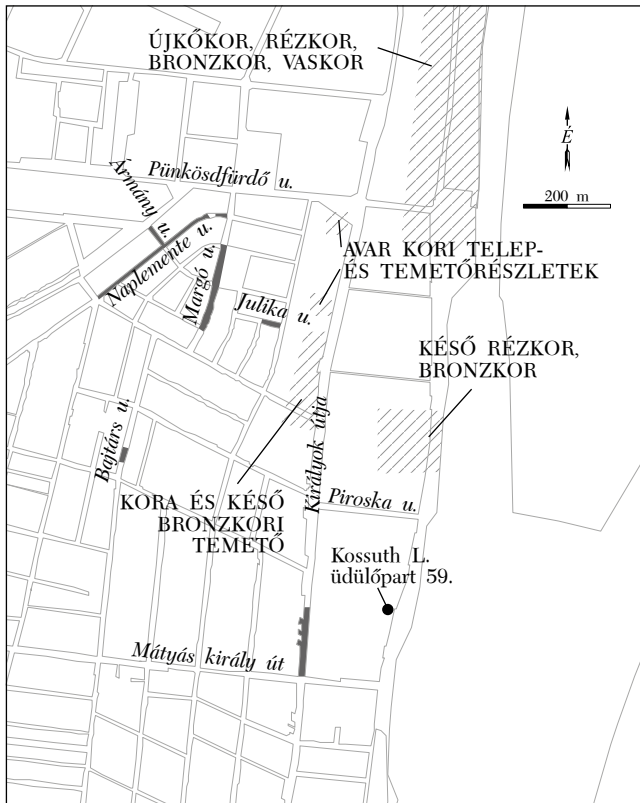 ÚJKŐKOR, RÉZKOR,
BRONZKOR, VASKOR
É
200 m
Pünkösdfürdő u.
Ármány u.
Naplemente u.
Margó u.
Julika u.
AVAR KORI TELEP-
ÉS TEMETŐRÉSZLETEK
KÉSŐ RÉZKOR,
BRONZKOR
Bajtárs u.
Királyok útja
KORA ÉS KÉSŐ
BRONZKORI
TEMETŐ
Piroska u.
Kossuth L.
üdülőpart 59.
Mátyás király út